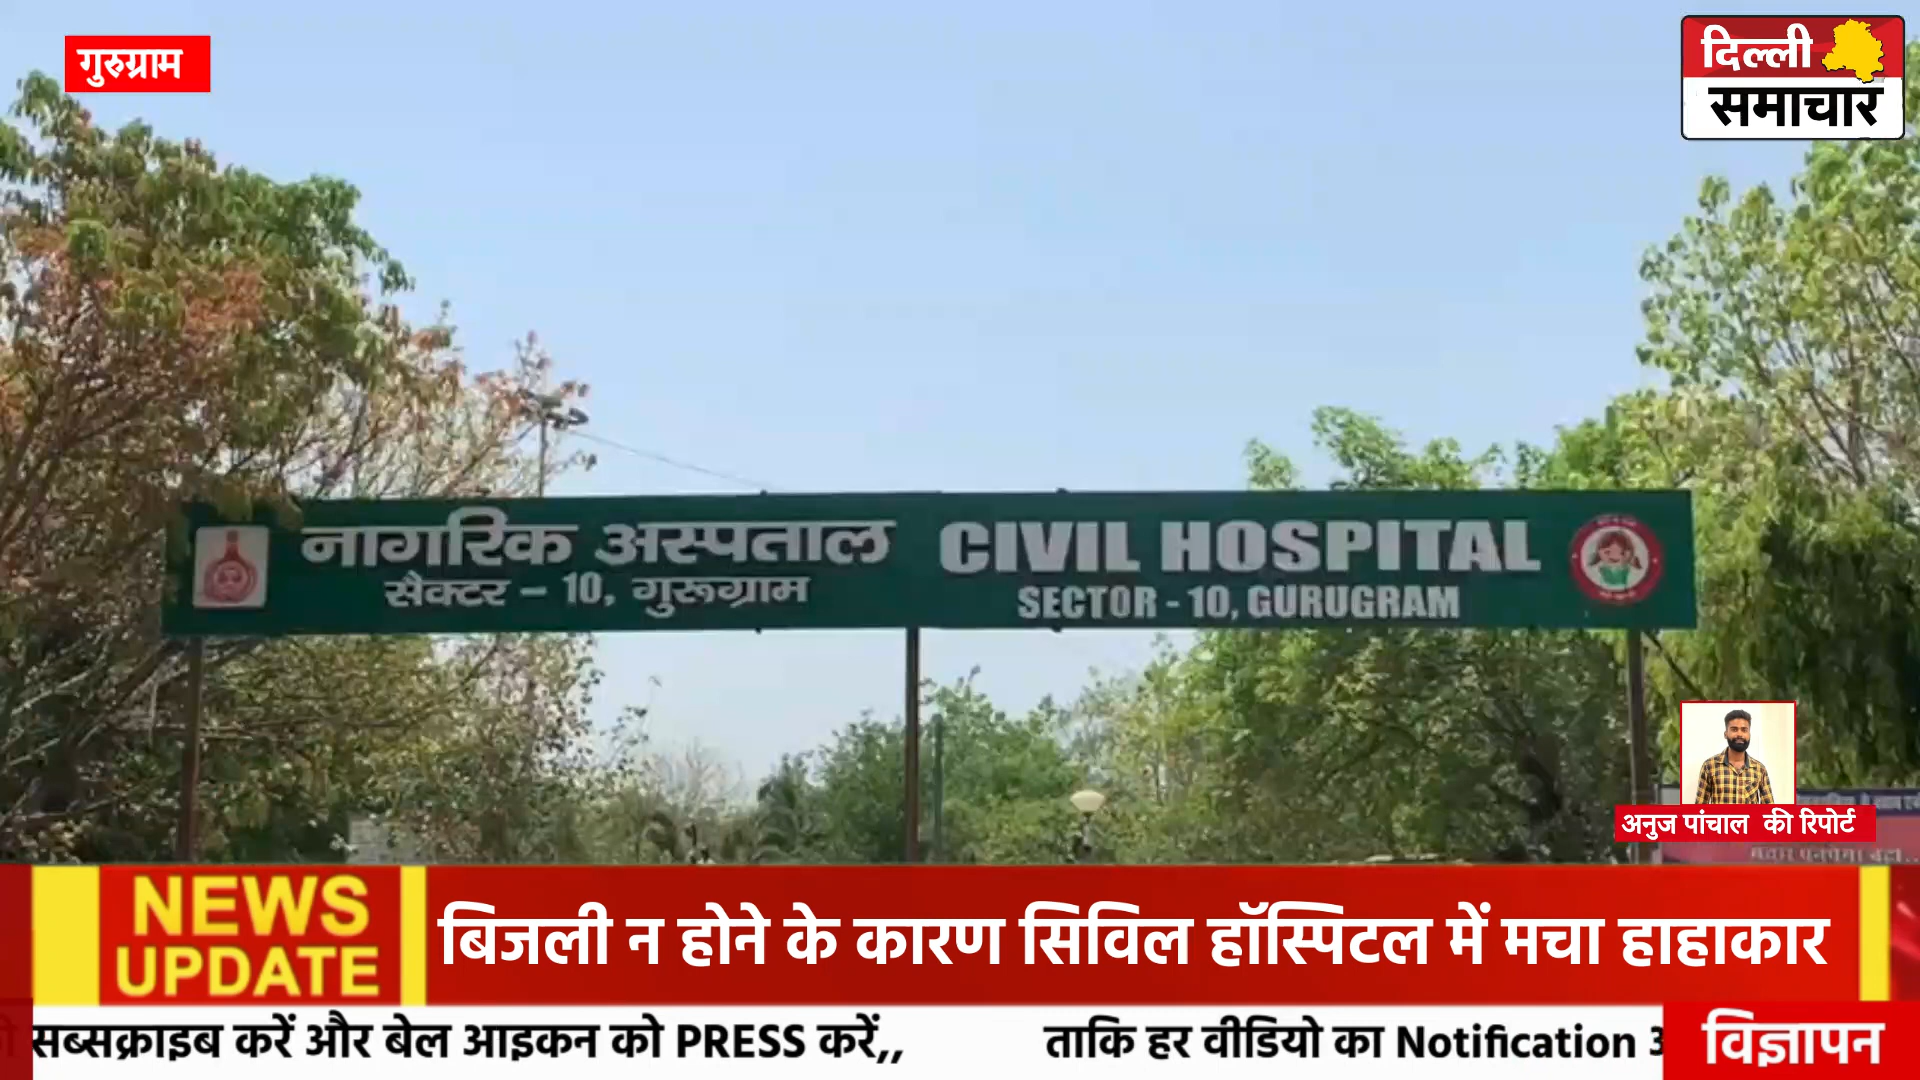 गुरुग्राम
दिल्ली
समाचार
नागरिक अस्पताल
सैक्टर - 10, गुरूग्राम
CIVIL HOSPITAL
SECTOR - 10, GURUGRAM
अनुज पांचाल की रिपोर्ट
NEWS
UPDATE
बिजली न होने के कारण सिविल हॉस्पिटल में मचा हाहाकार
सब्सक्राइब करें और बेल आइकन को PRESS करें,, ताकि हर वीडियो का Notification
विज्ञापन